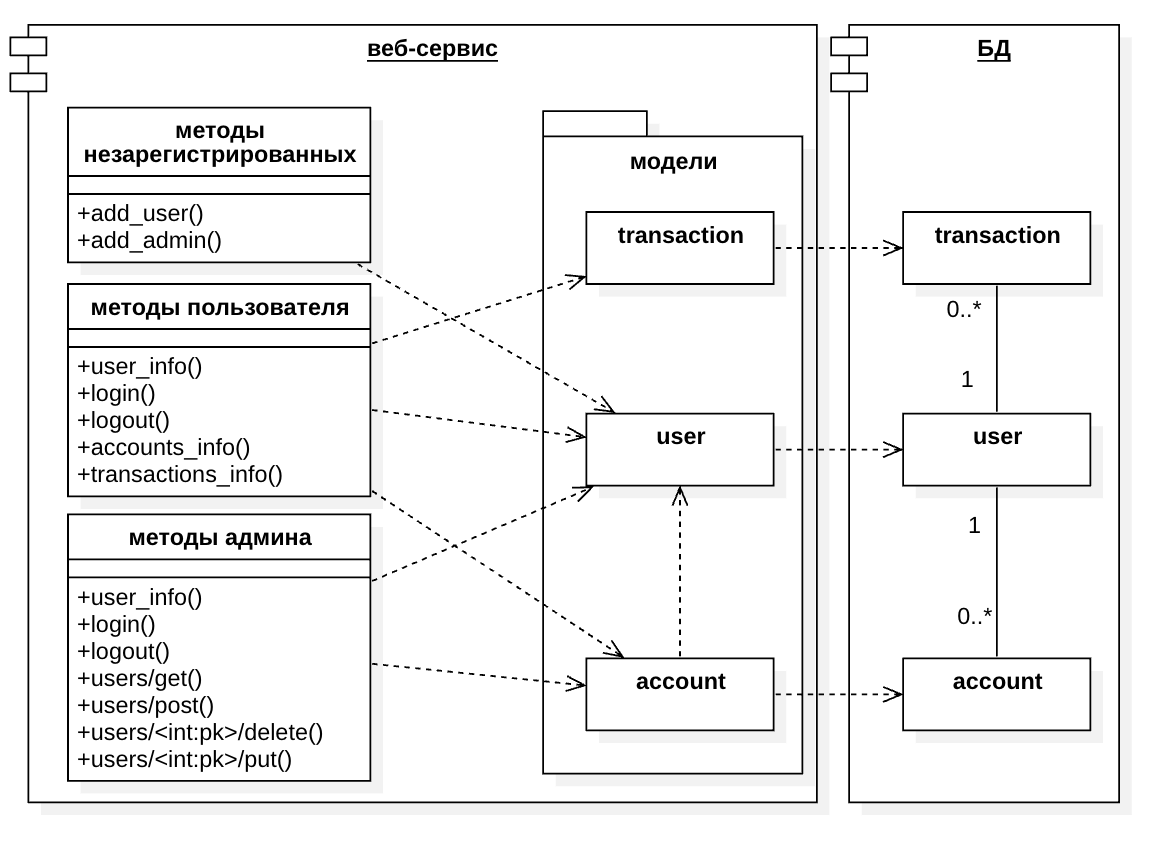 веб-сервис
БД
методы
незарегистрированных
+add_user()
+add_admin()
методы пользователя
+user_info()
+login()
+logout()
+accounts_info()
+transactions_info()
методы админа
+user_info()
+login()
+logout()
+users/get()
+users/post()
+users/<int:pk>/delete()
+users/<int:pk>/put()
модели
transaction
user
account
transaction
0..*
1
user
1
0..*
account